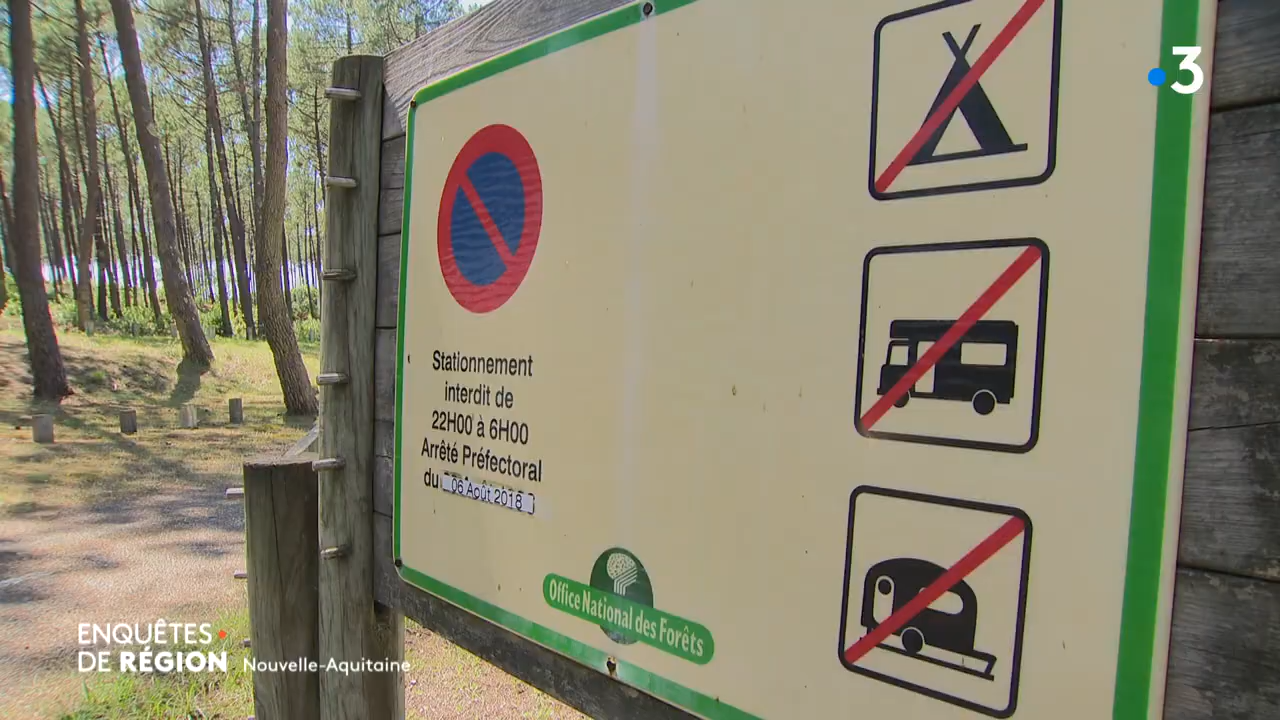 3
Stationnement
interdit de
22H00 à 6H00
Arrêté Préfectoral
du 06 Août 2018
Office National des Forêts
ENQUÊTES
DE RÉGION Nouvelle-Aquitaine